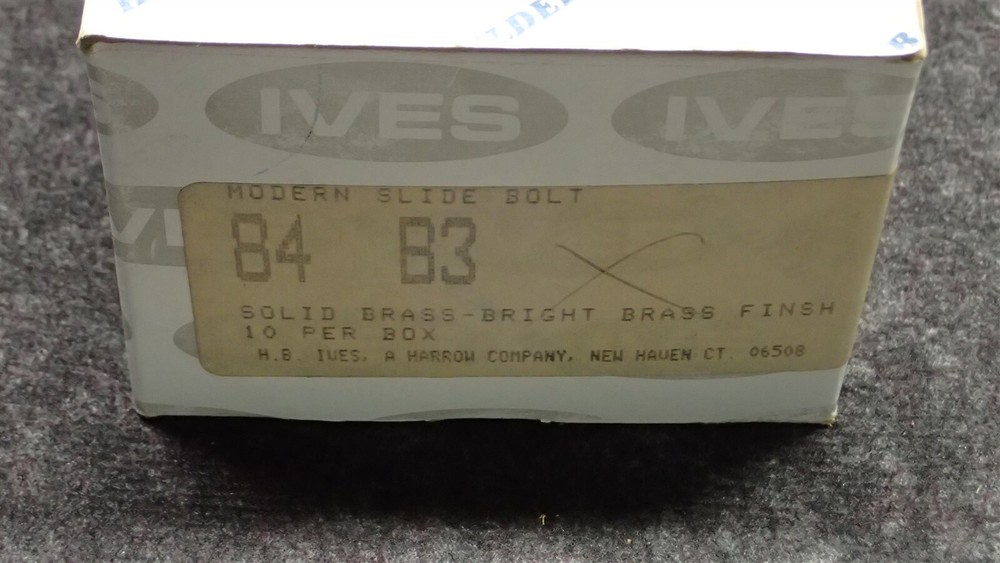 IVES IVES
MODERN SLIDE BOLT
84 B3
SOLID BRASS-BRIGHT BRASS FINSH
10 PER BOX
H.B. IVES, A HARROW COMPANY, NEW HAVEN CT. 06508